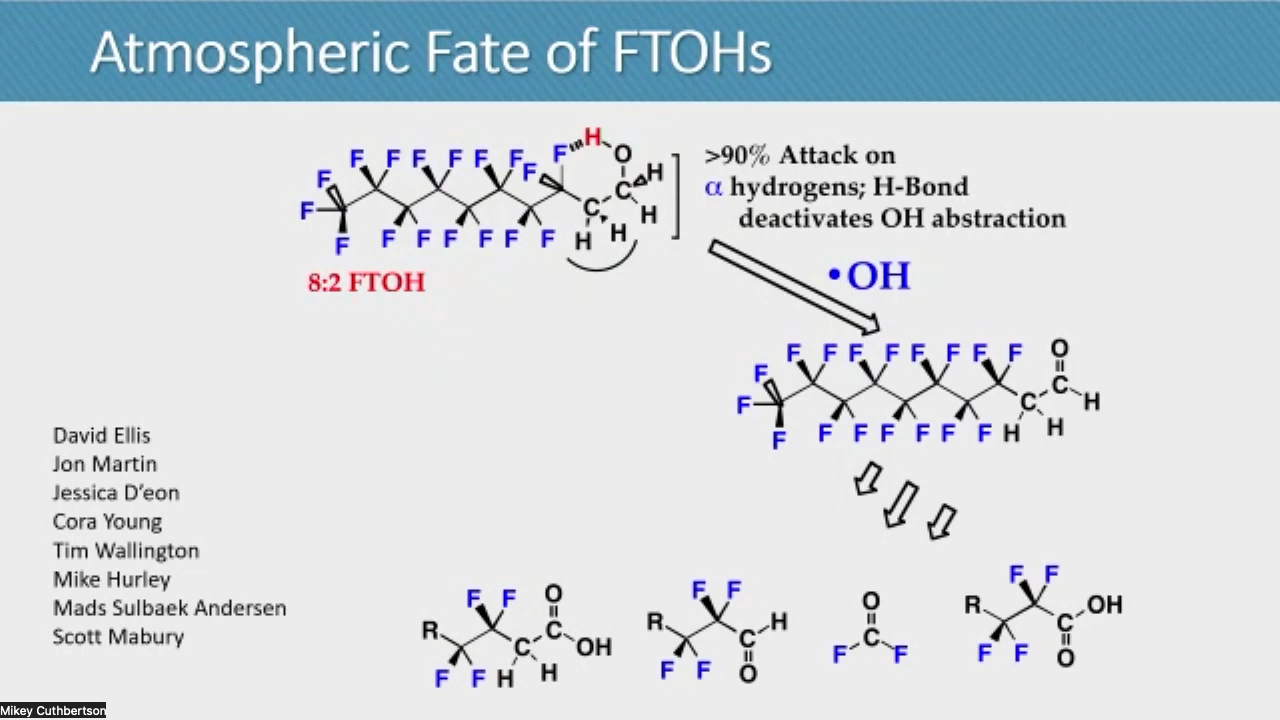 Atmospheric Fate of FTOHs
F F F F F F F H O
F F H
F C C
F F F F F F F H H H
8:2 FTOH
>90% Attack on
α hydrogens; H-Bond
deactivates OH abstraction
•OH
F F F F F F F F O
F C
F C H
F F F F F F F H H
David Ellis
Jon Martin
Jessica D'eon
Cora Young
Tim Wallington
Mike Hurley
Mads Sulbaek Andersen
Scott Mabury
F F O
R C
C OH
F F H H
F F
R H
C
F F O
O
C
F F
F F
R OH
C
F F O
Mikey Cuthbertson